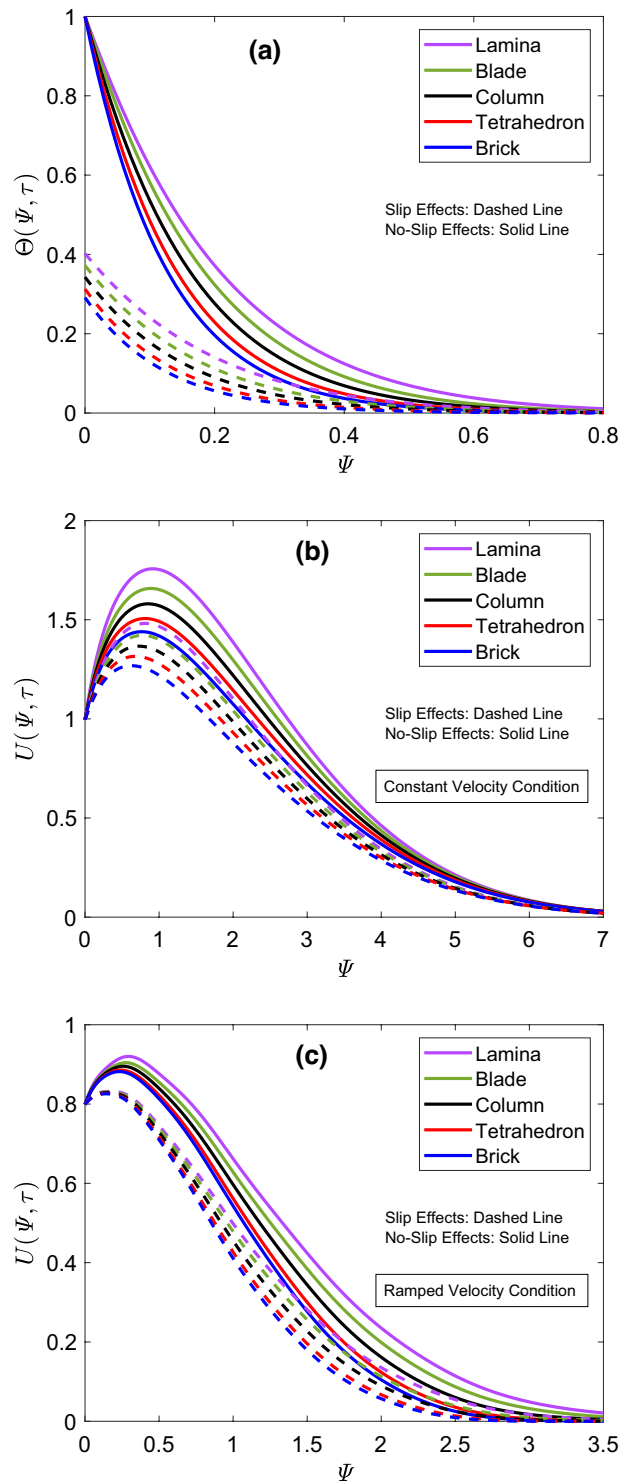 (a)
Lamina
Blade
Column
Tetrahedron
Brick
Slip Effects: Dashed Line
No-Slip Effects: Solid Line
Θ(Ψ, τ)
1
0.8
0.6
0.4
0.2
0
0 0.2 0.4 0.6 0.8
Ψ
(b)
Lamina
Blade
Column
Tetrahedron
Brick
Slip Effects: Dashed Line
No-Slip Effects: Solid Line
Constant Velocity Condition
U(Ψ, τ)
2
1.5
1
0.5
0
0 1 2 3 4 5 6 7
Ψ
(c)
Lamina
Blade
Column
Tetrahedron
Brick
Slip Effects: Dashed Line
No-Slip Effects: Solid Line
Ramped Velocity Condition
U(Ψ, τ)
1
0.8
0.6
0.4
0.2
0
0 0.5 1 1.5 2 2.5 3 3.5
Ψ